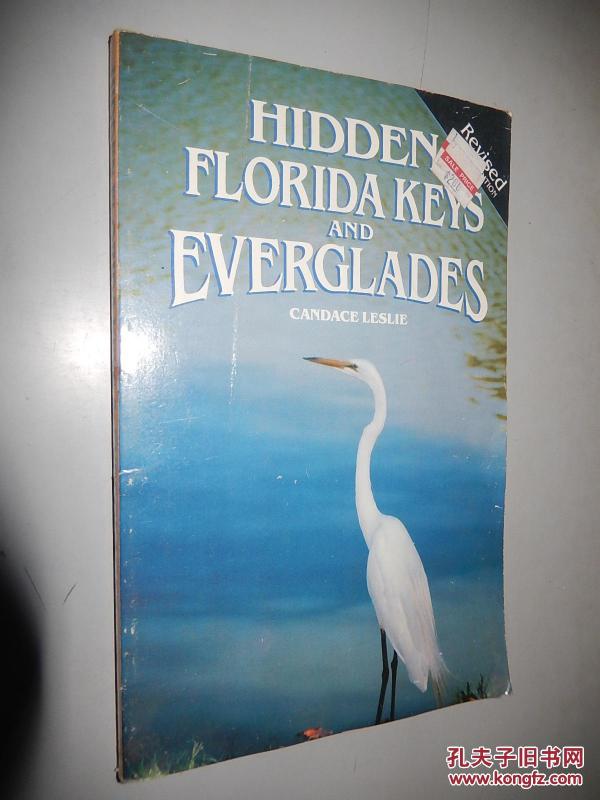 HIDDEN
FLORIDA KEYS
AND
EVERGLADES
CANDACE LESLIE
Revised
SALE PRICE
孔夫子旧书网
www.kongfz.com